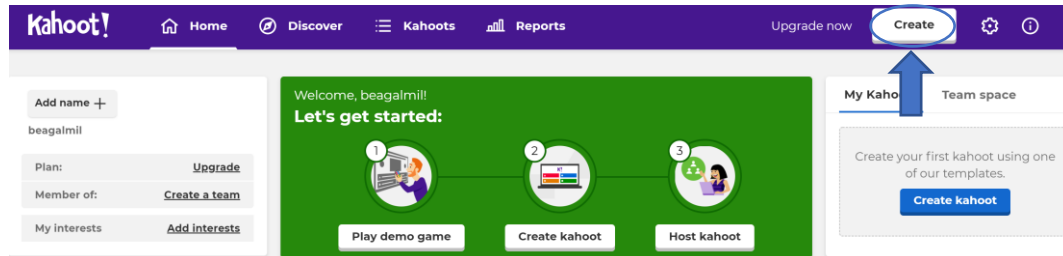 Kahoot!
Home
Discover
Kahoots
Reports
Upgrade now
Create
Add name
beagalmil
Plan: Upgrade
Member of: Create a team
My interests Add interests
Welcome, beagalmil!
Let's get started:
1
2
3
Play demo game
Create kahoot
Host kahoot
My
Team space
Create your first kahoot using one
of our templates.
Create kahoot